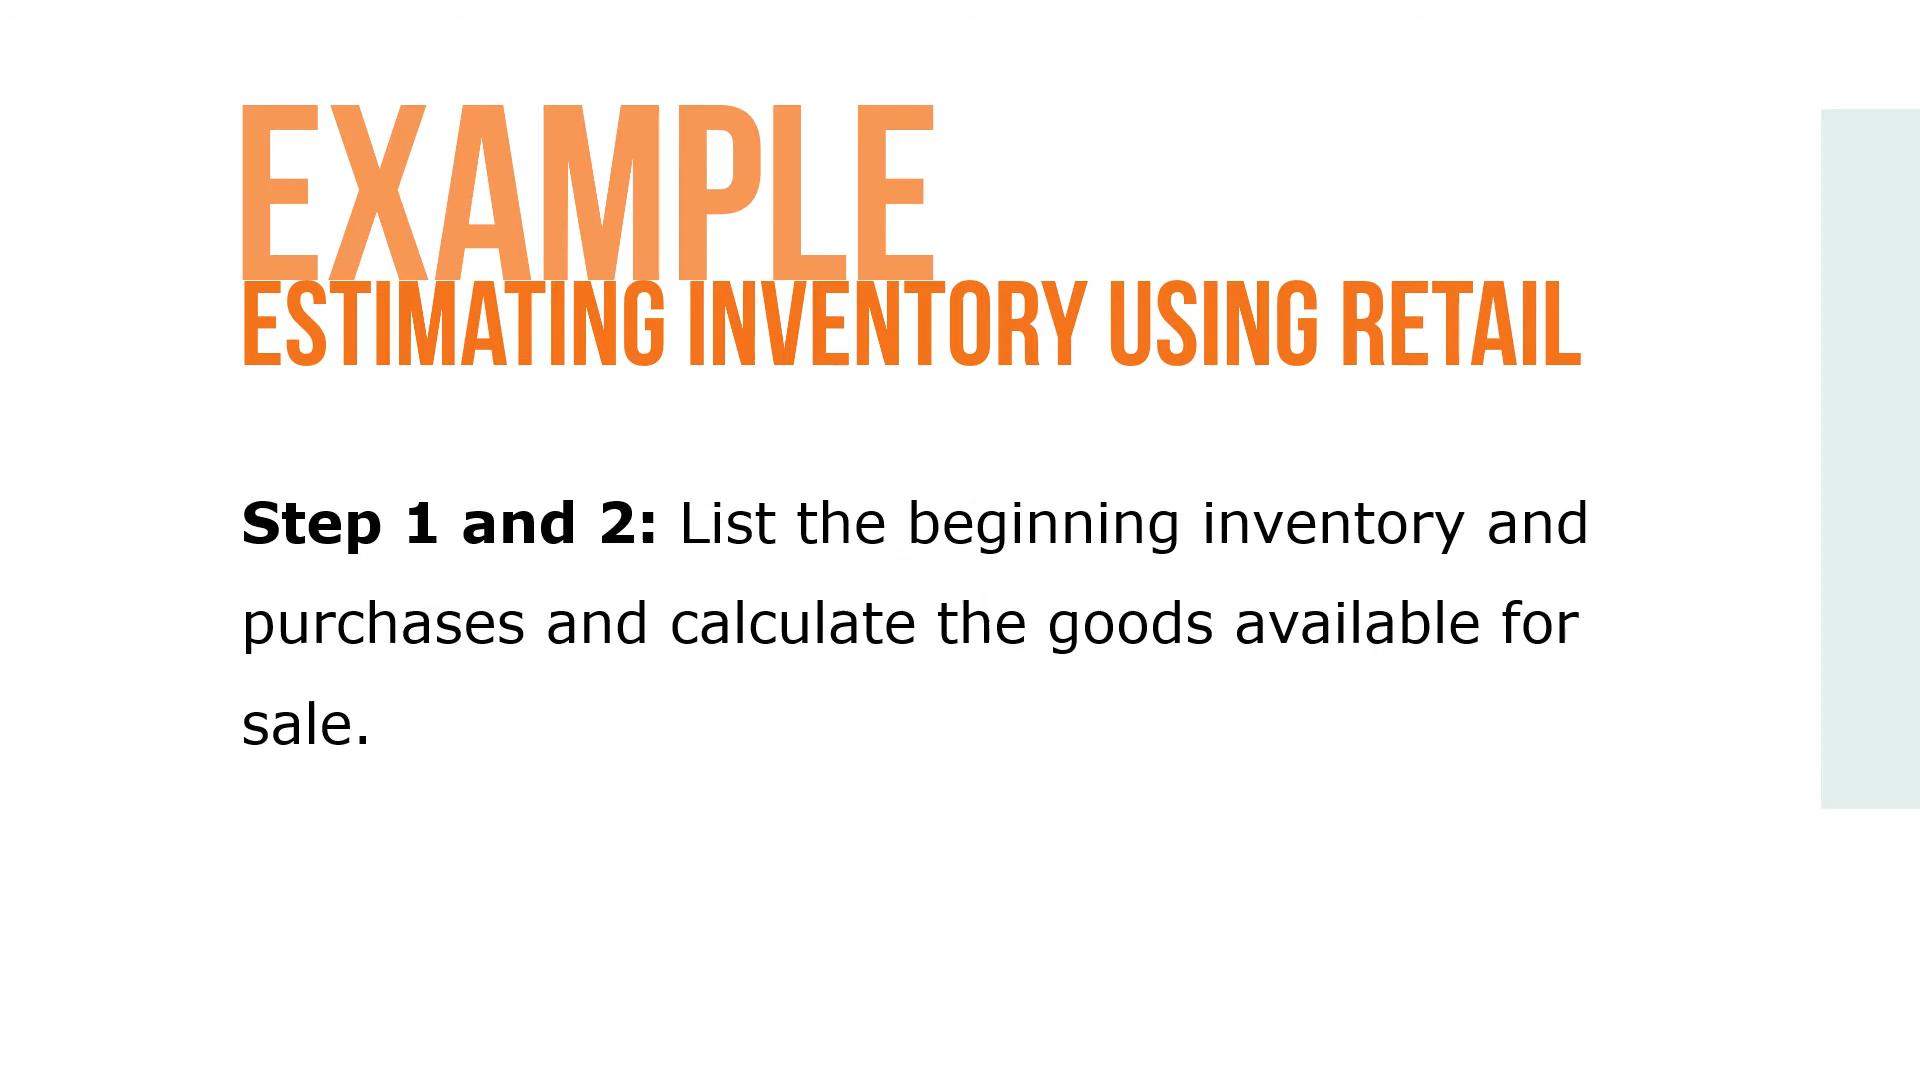 EXAMPLE
ESTIMATING INVENTORY USING RETAIL
Step 1 and 2: List the beginning inventory and
purchases and calculate the goods available for
sale.